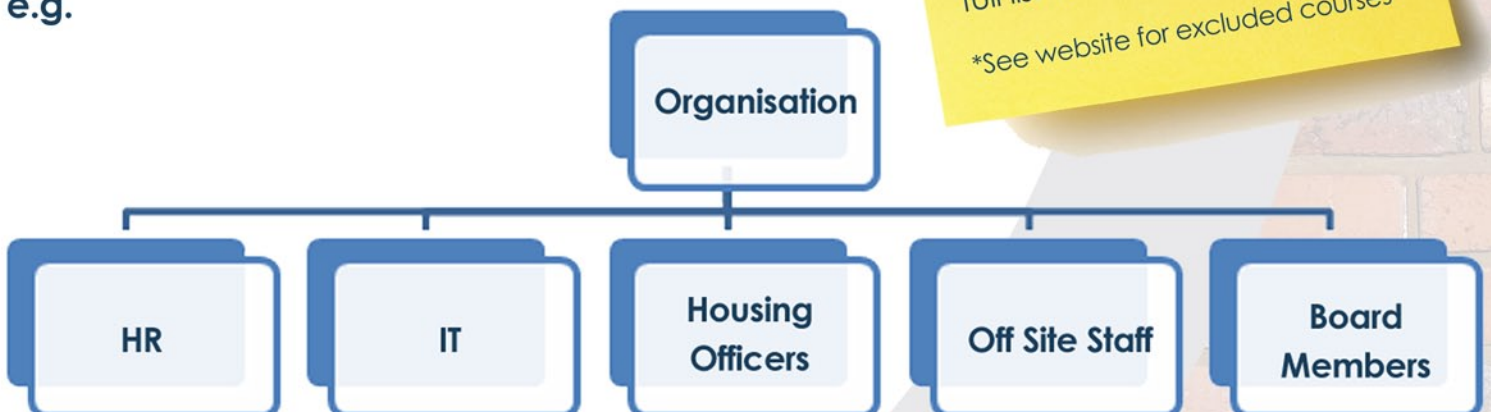 e.g.
*See website for excluded courses
Organisation
HR
IT
Housing
Officers
Off Site Staff
Board
Members